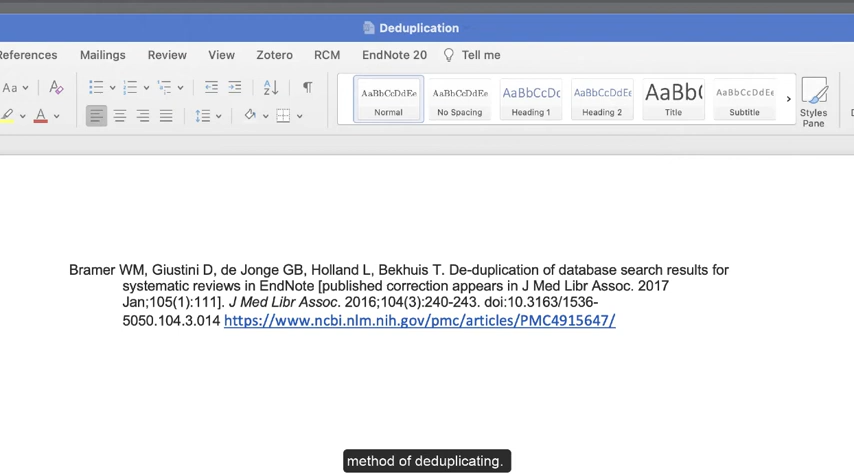 Deduplication
References Mailings Review View Zotero RCM EndNote 20 Tell me
Aa A A Z ¶ AaBbCcDdEe AaBbCcDdEe AaBbCcDc AaBbCcDdEe AaBb( AaBbCcDdEe
Normal No Spacing Heading 1 Heading 2 Title Subtitle Styles Pane
Bramer WM, Giustini D, de Jonge GB, Holland L, Bekhuis T. De-duplication of database search results for
systematic reviews in EndNote [published correction appears in J Med Libr Assoc. 2017
Jan;105(1):111]. J Med Libr Assoc. 2016;104(3):240-243. doi:10.3163/1536-
5050.104.3.014 https://www.ncbi.nlm.nih.gov/pmc/articles/PMC4915647/
method of deduplicating.